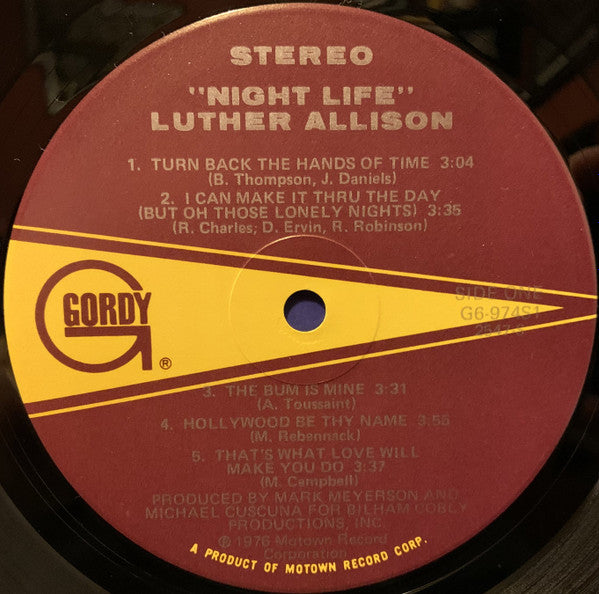 STEREO
"NIGHT LIFE"
LUTHER ALLISON
1. TURN BACK THE HANDS OF TIME 3:04
(B. Thompson, J. Daniels)
2. I CAN MAKE IT THRU THE DAY
(BUT OH THOSE LONELY NIGHTS) 3:35
(R. Charles; D. Ervin, R. Robinson)
GORDY
G
®
SIDE ONE
G6-974S1
3. THE BUM IS MINE 3:31
(A. Toussaint)
4. HOLLYWOOD BE THY NAME 3:55
(M. Rebennack)
5. THAT'S WHAT LOVE WILL
MAKE YOU DO 3:37
(M. Campbell)
PRODUCED BY MARK MEYERSON AND
MICHAEL CUSCUNA FOR BILHAM COBLY
PRODUCTIONS, INC.
℗ 1976 Motown Record
Corporation
A PRODUCT OF MOTOWN RECORD CORP.